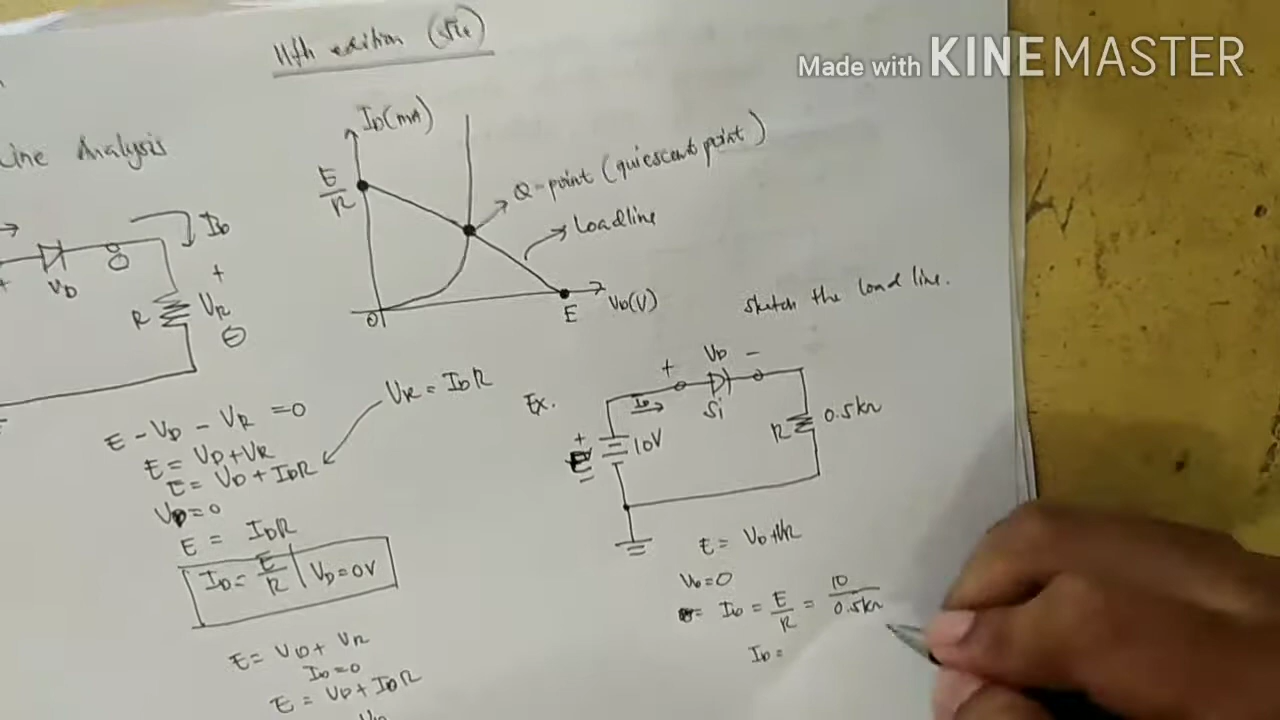 Made with KINEMASTER
11th edition
Line Analysis
ID(mA)
E/R
Q-point (quiescent point)
Loadline
0
E
VD(V)
ID
VD
R
+
VR
sketch the load line.
VR = IDR
E - VD - VR = 0
E = VD + VR
E = VD + IDR
VD = 0
E = IDR
ID = E/R | VD = 0V
E = VD + VR
ID = 0
E = VD + IDR
Ex.
+ VD -
ID
Si
+
E
10V
R
0.5kΩ
E = VD + VR
VD = 0
= ID = E/R = 10/0.5kΩ
ID =